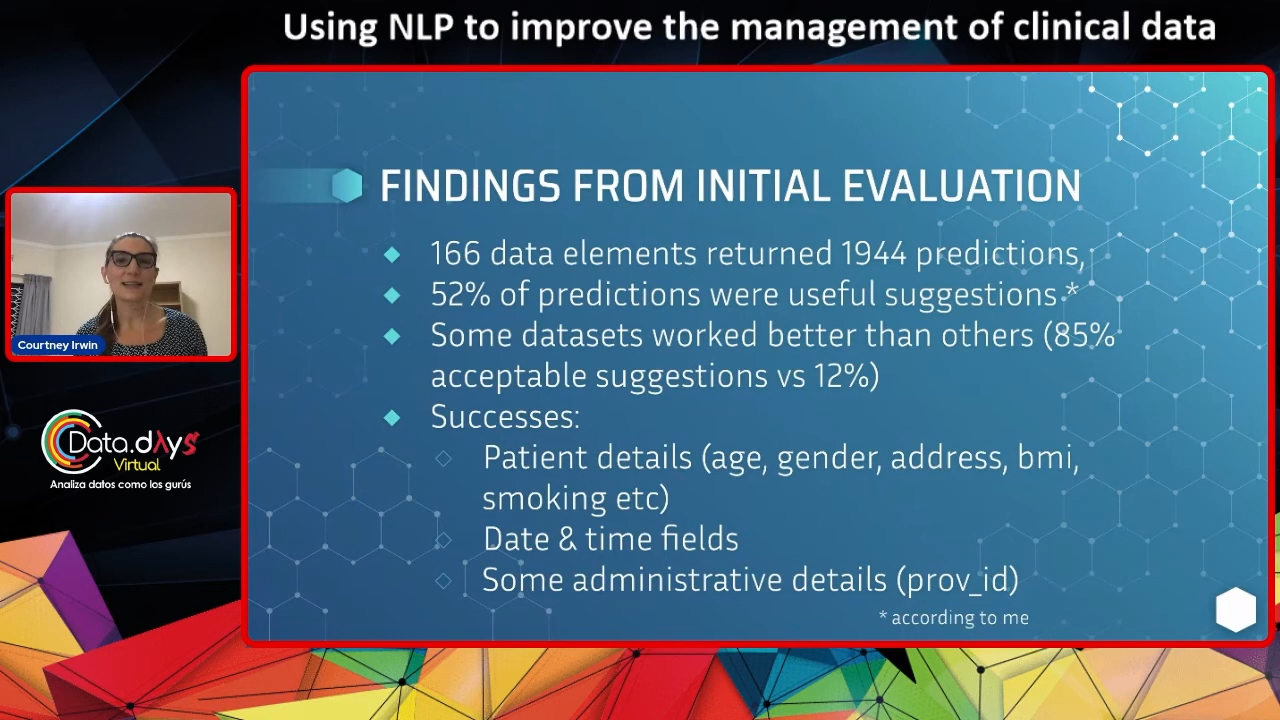 Using NLP to improve the management of clinical data
FINDINGS FROM INITIAL EVALUATION
166 data elements returned 1944 predictions,
52% of predictions were useful suggestions *
Some datasets worked better than others (85%
acceptable suggestions vs 12%)
Successes:
Patient details (age, gender, address, bmi,
smoking etc)
Date & time fields
Some administrative details (prov_id)
* according to me
Courtney Irwin
Data.dAys
Virtual
Analiza datos como los gurús